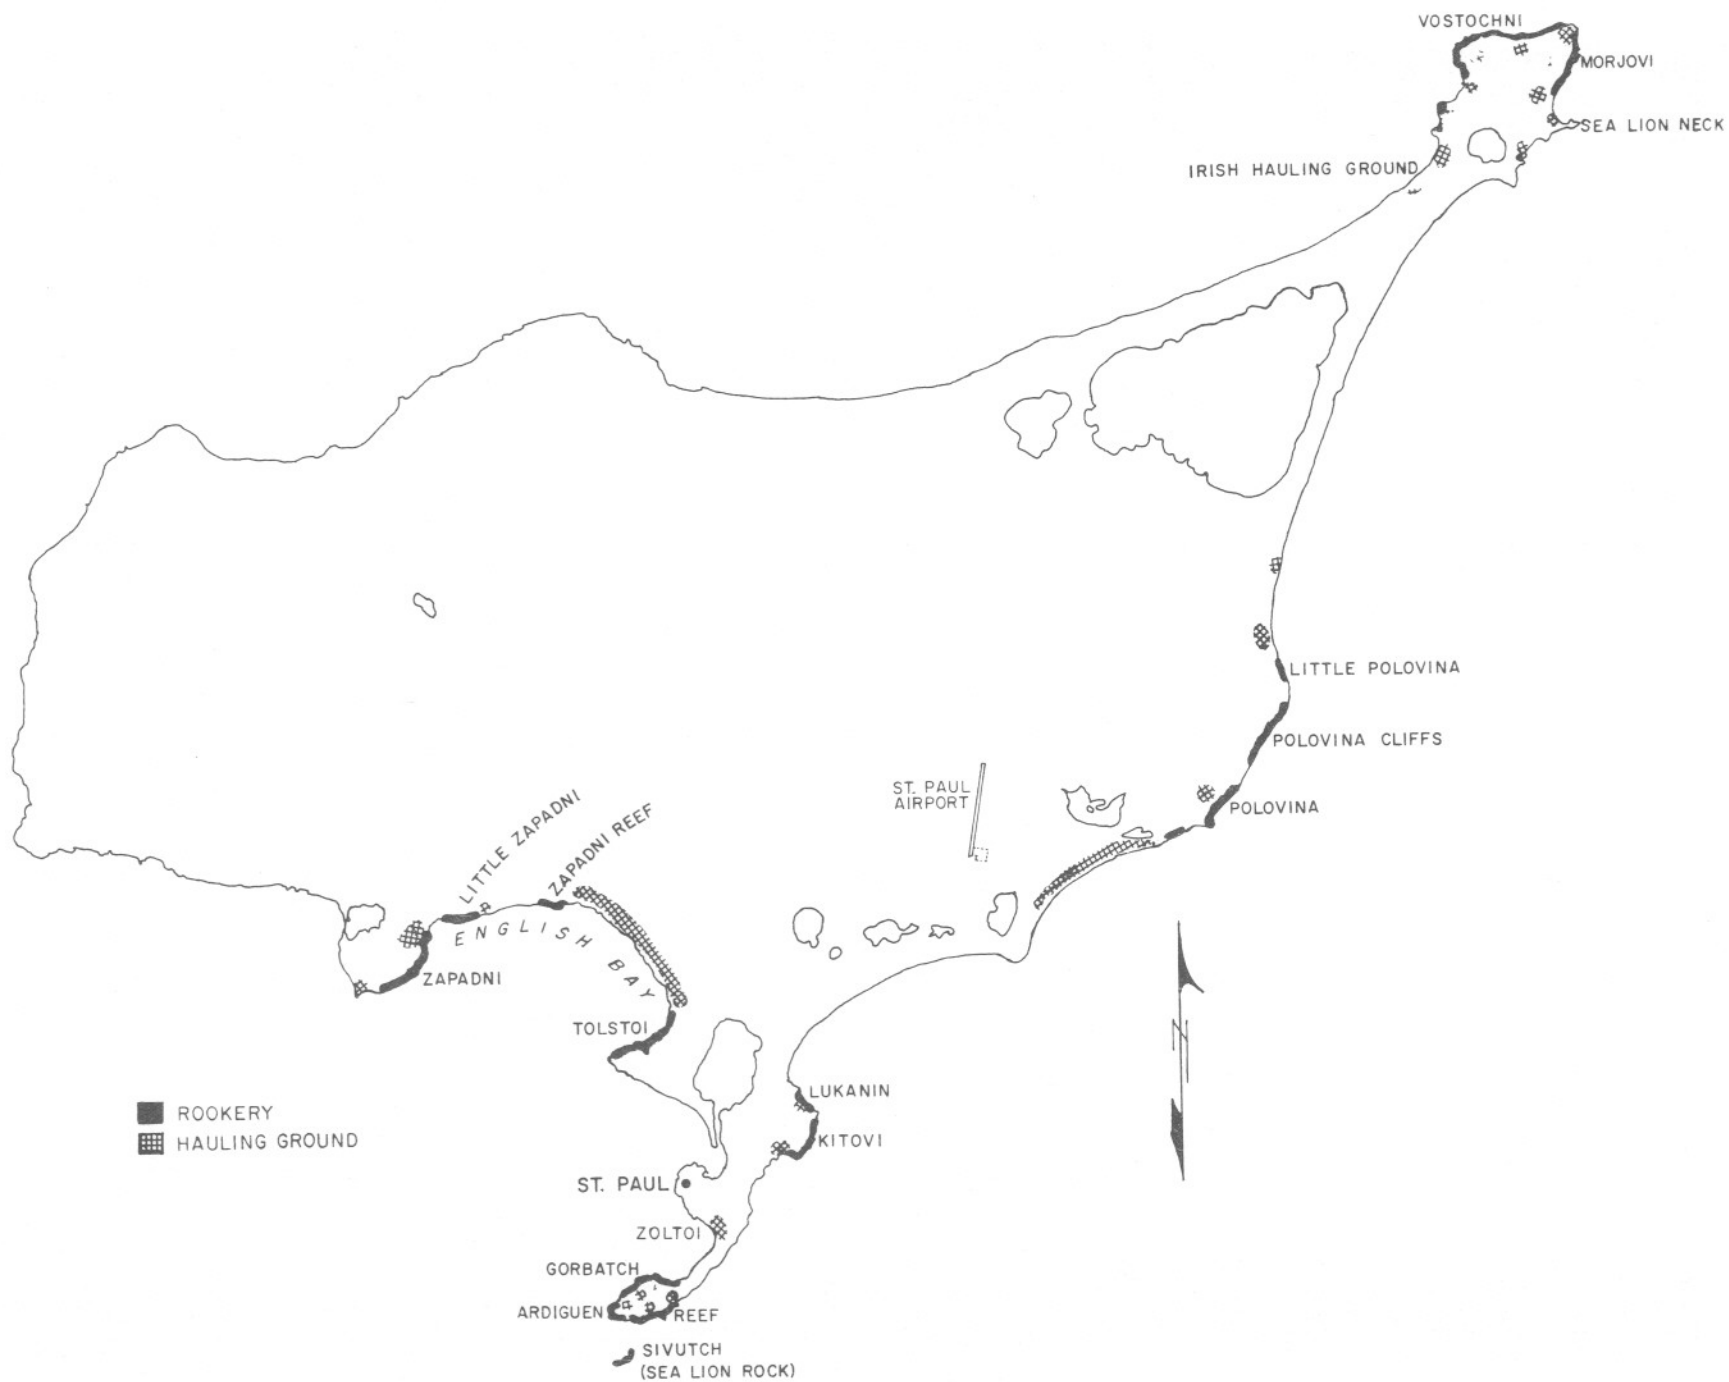 VOSTOCHNI
MORJOVI
SEA LION NECK
IRISH HAULING GROUND
LITTLE POLOVINA
POLOVINA CLIFFS
ST. PAUL
AIRPORT
POLOVINA
LITTLE ZAPADNI
ZAPADNI REEF
ENGLISH BAY
ZAPADNI
TOLSTOI
LUKANIN
ROOKERY
HAULING GROUND
KITOVI
N
ST. PAUL
ZOLTOI
GORBATCH
ARDIGUEN
REEF
SIVUTCH
(SEA LION ROCK)